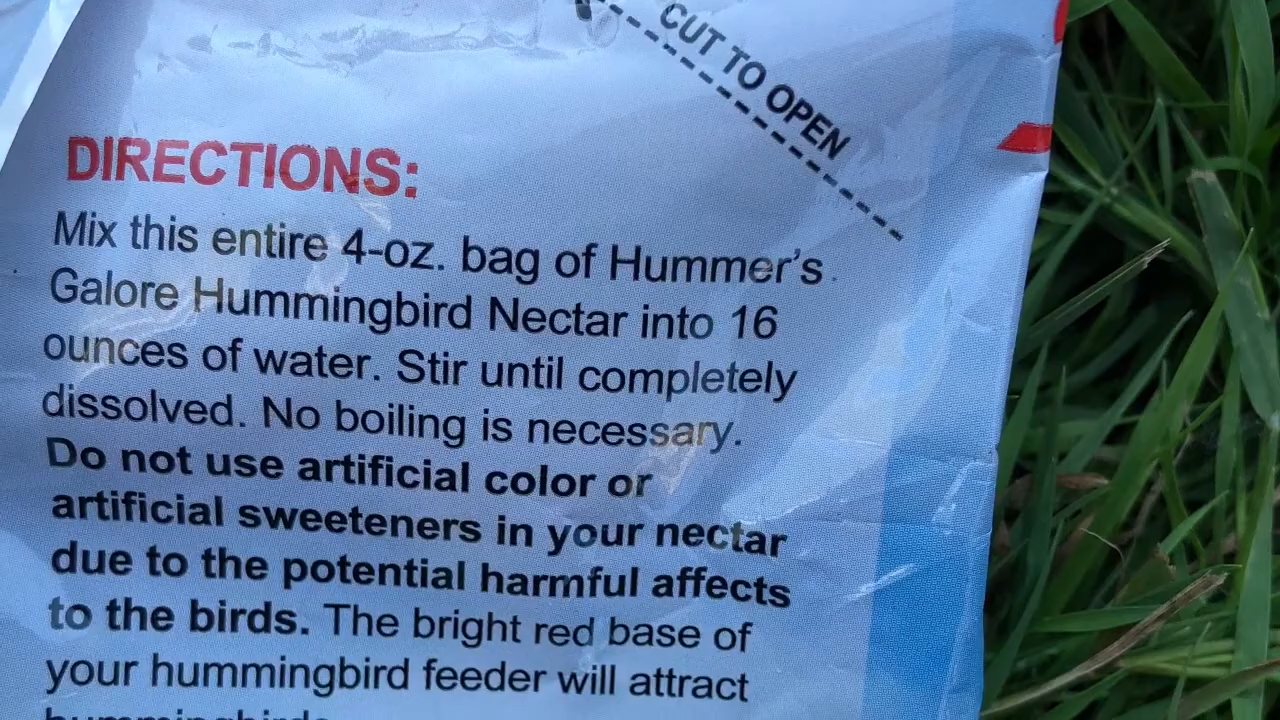 CUT TO OPEN
DIRECTIONS:
Mix this entire 4-oz. bag of Hummer's
Galore Hummingbird Nectar into 16
ounces of water. Stir until completely
dissolved. No boiling is necessary.
Do not use artificial color or
artificial sweeteners in your nectar
due to the potential harmful affects
to the birds. The bright red base of
your hummingbird feeder will attract
hummingbirds